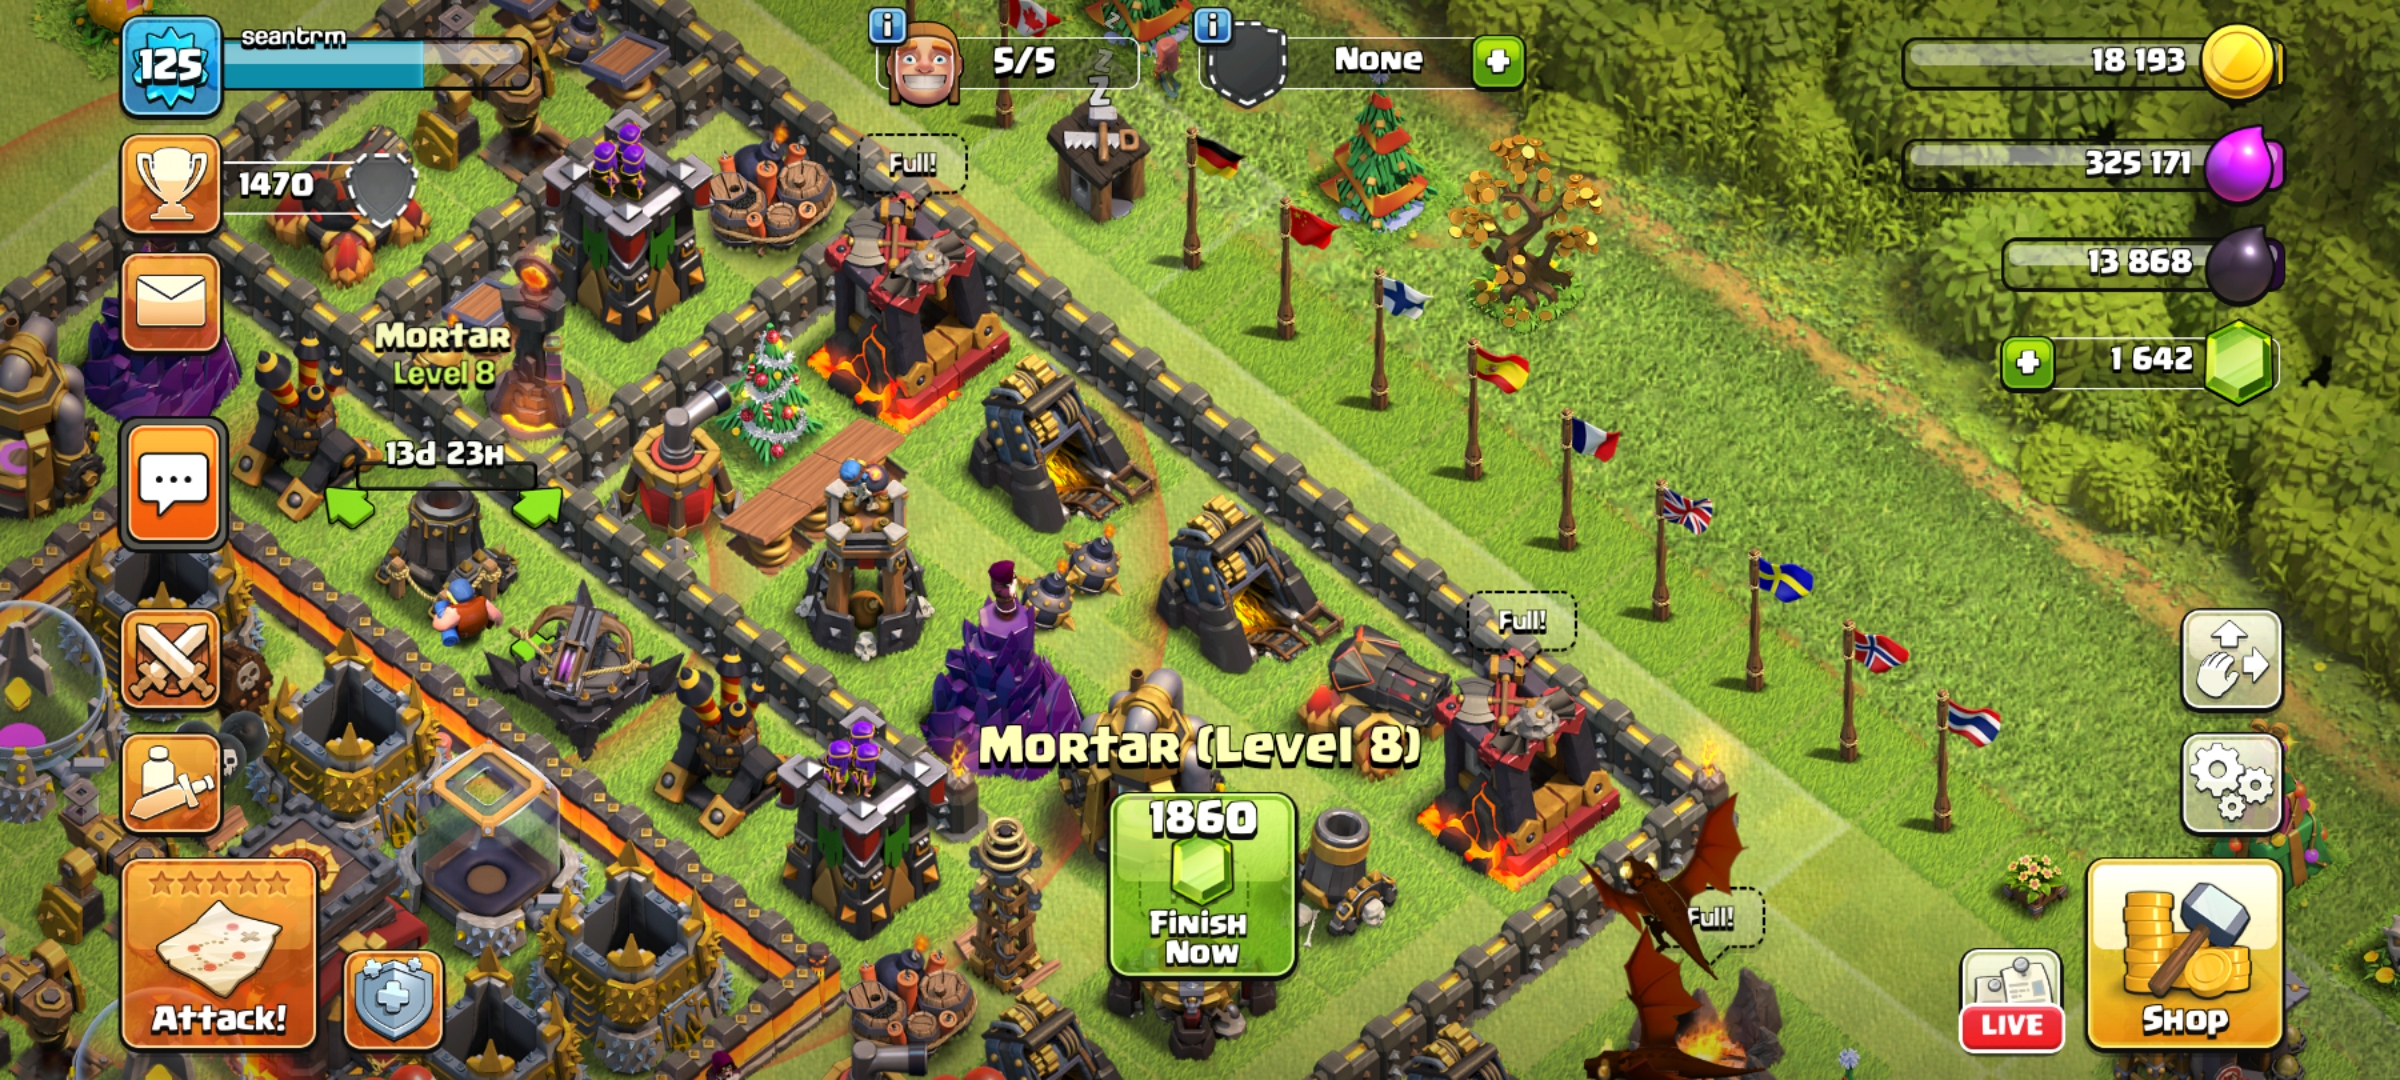 125
seantrm
i
5/5
i
None
18 193
1470
Full!
325 171
13 868
1 642
Mortar
Level 8
13d 23h
Full!
Mortar (Level 8)
1860
Finish
Now
Full!
Attack!
LIVE
Shop
z
z
Z